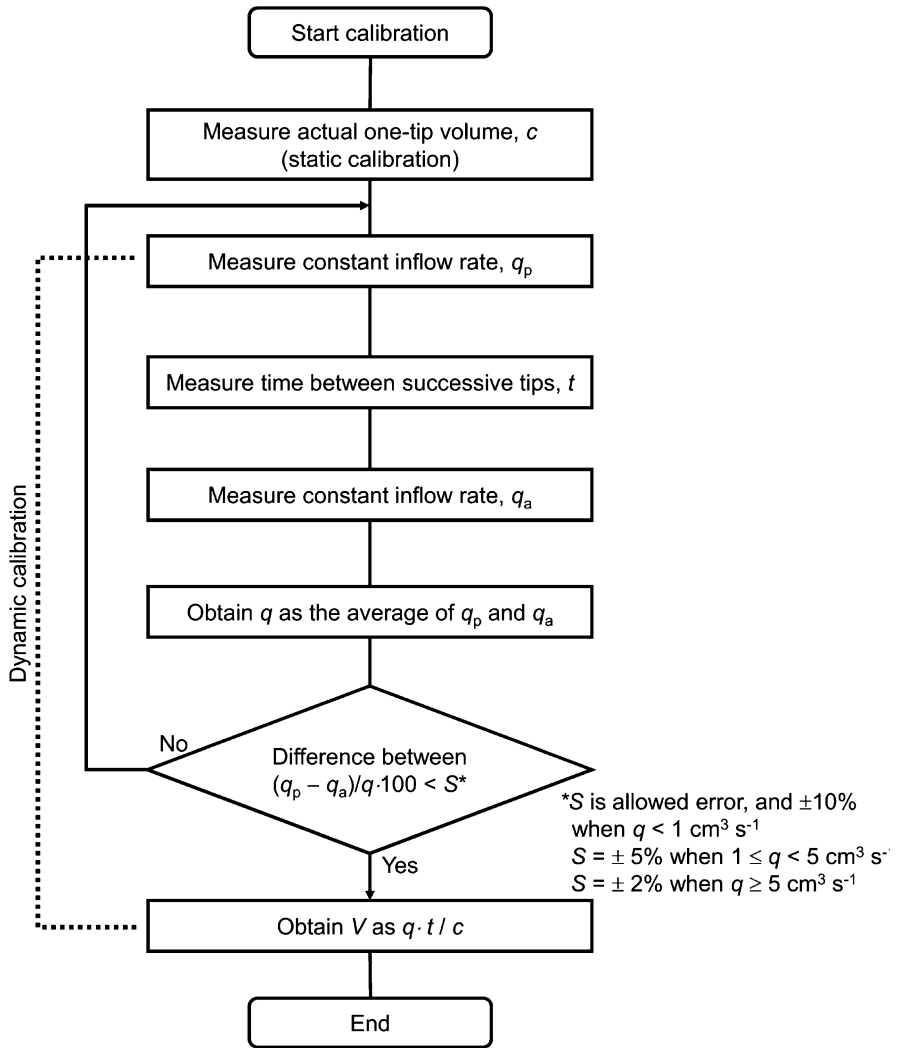 Start calibration
Measure actual one-tip volume, c
(static calibration)
Measure constant inflow rate, qp
Measure time between successive tips, t
Measure constant inflow rate, qa
Obtain q as the average of qp and qa
Dynamic calibration
No
Difference between
(qp – qa)/q·100 < S*
*S is allowed error, and ±10%
when q < 1 cm³ s⁻¹
S = ± 5% when 1 ≤ q < 5 cm³ s⁻¹
S = ± 2% when q ≥ 5 cm³ s⁻¹
Yes
Obtain V as q· t / c
End